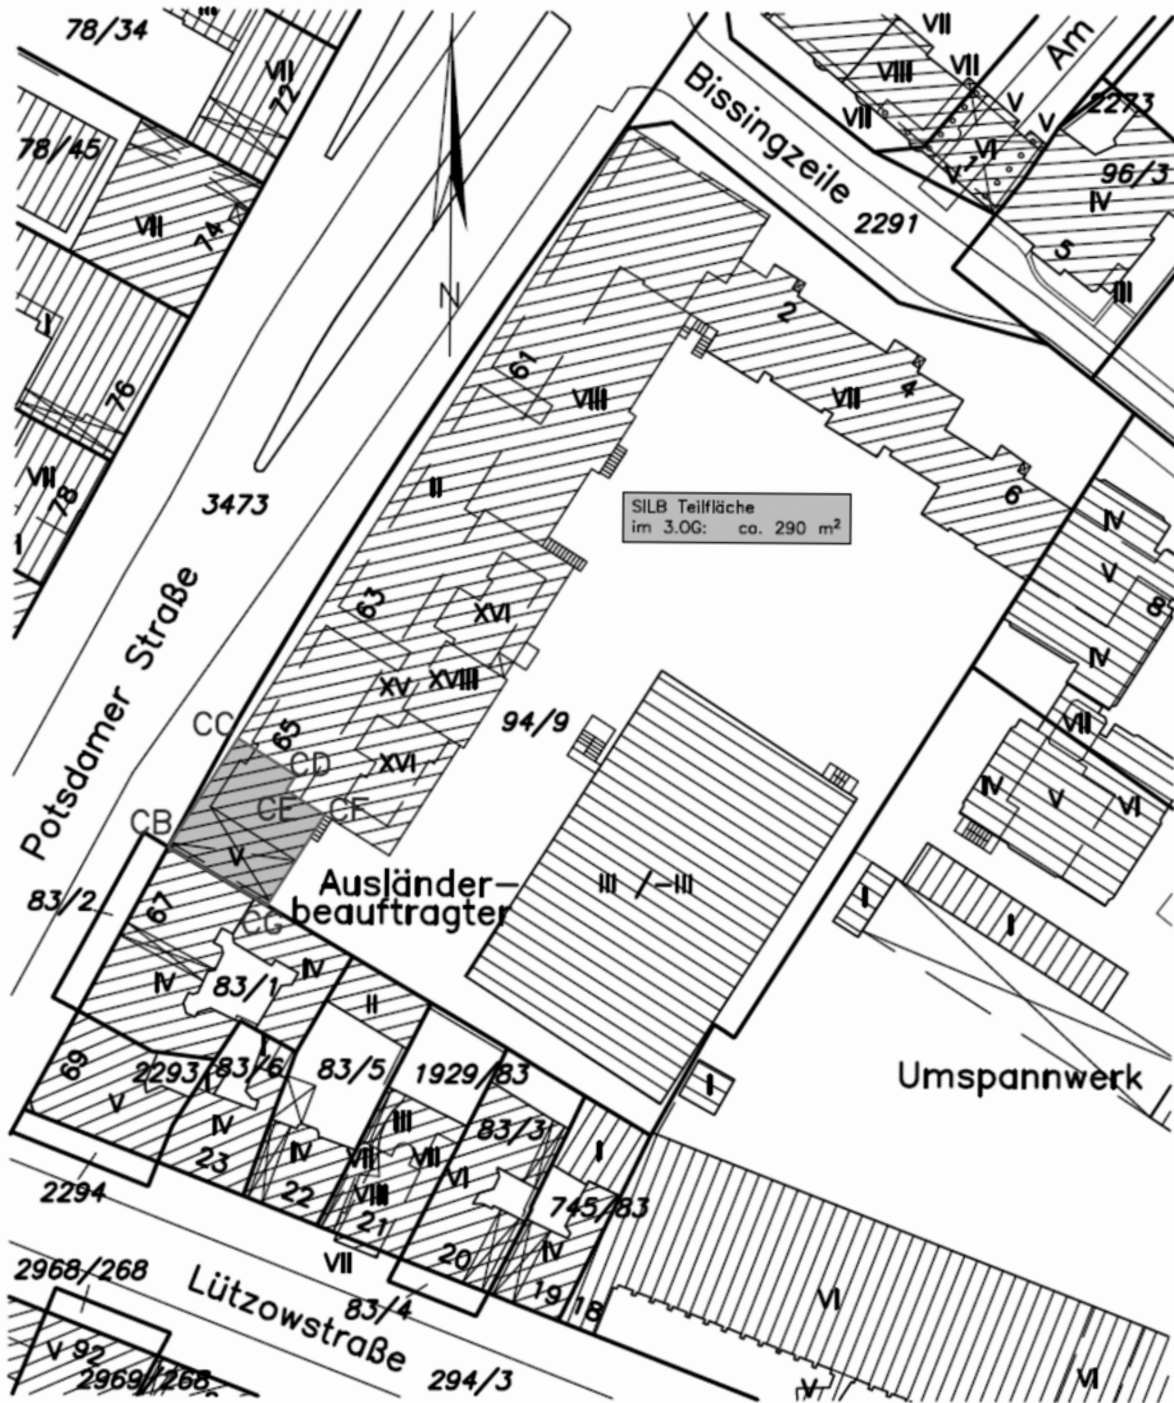 78/34
VII
72
78/45
VII
74
I
76
VII
78
I
3473
Potsdamer Straße
N
Bissingzeile
2291
VII
VIII
VII
VII
V
V
VI
V
Am
2273
96/3
IV
5
III
61
VIII
II
2
4
VII
6
SILB Teilfläche
im 3.OG: ca. 290 m²
63
XVI
XV
XVIII
65
XVI
94/9
CC
CD
CE
CF
CB
V
CG
Ausländer-
beauftragter
III /-III
IV
V
8
IV
VII
IV
V
VI
I
I
I
Umspannwerk
83/2
67
IV
83/1
IV
II
69
V
2293
I
83/6
I
83/5
1929/83
IV
23
IV
22
III
VII
VII
VIII
21
VI
83/3
20
I
745/83
IV
19
18
VII
2294
2968/268
Lützowstraße
83/4
V 92
2969/268
294/3
VI
VI
V